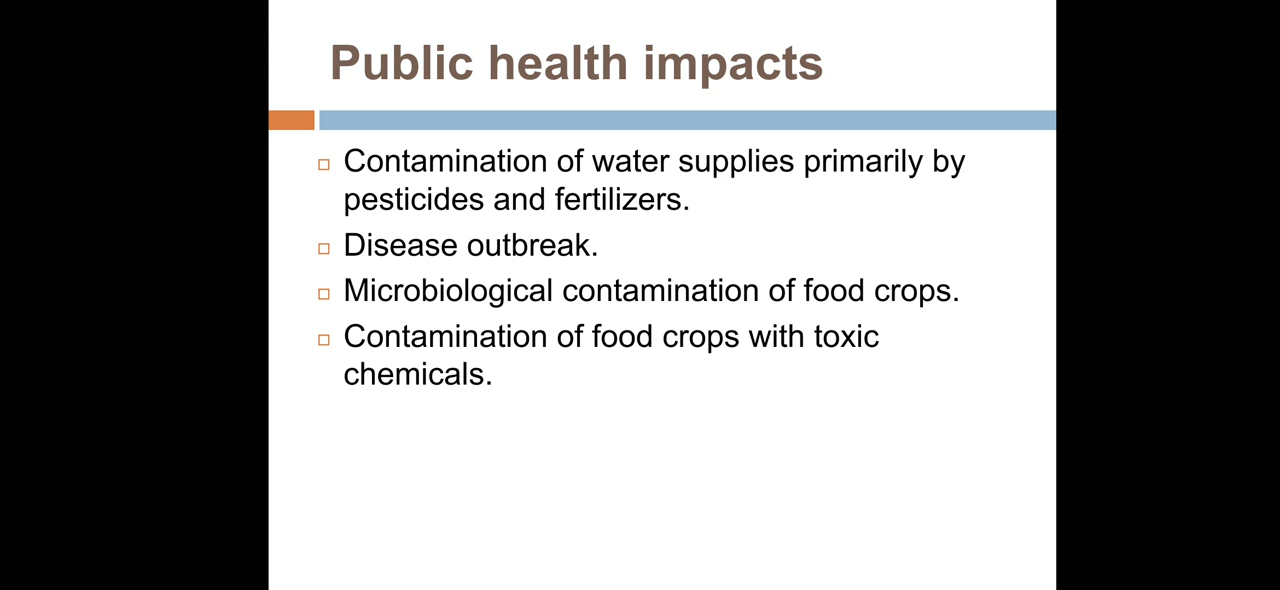 Public health impacts
Contamination of water supplies primarily by
pesticides and fertilizers.
Disease outbreak.
Microbiological contamination of food crops.
Contamination of food crops with toxic
chemicals.